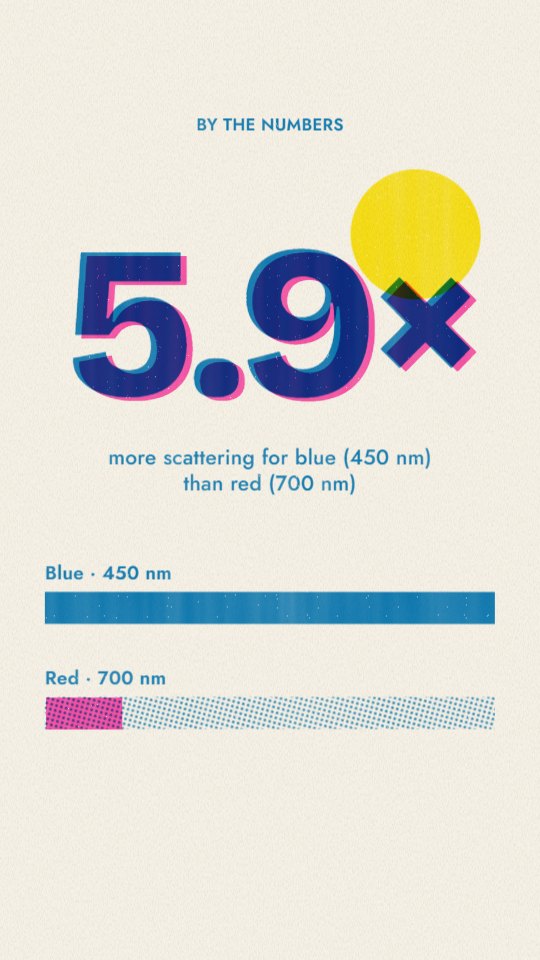 BY THE NUMBERS
5.9×
more scattering for blue (450 nm)
than red (700 nm)
Blue · 450 nm
Red · 700 nm